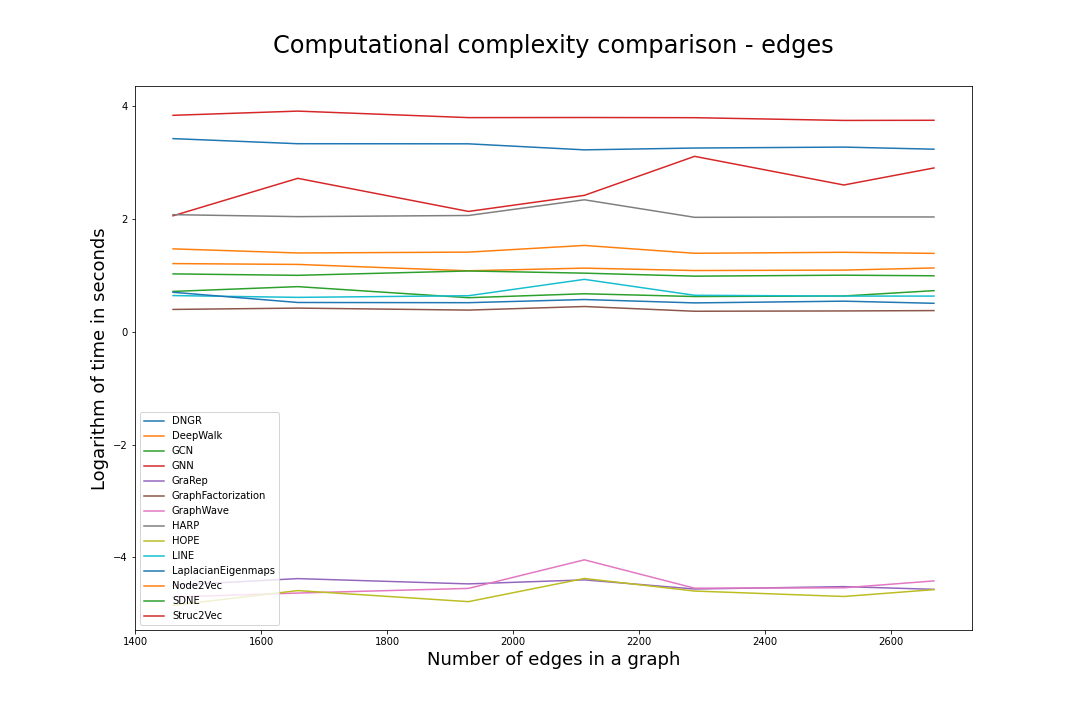 Computational complexity comparison - edges
Logarithm of time in seconds
4
2
0
−2
−4
DNGR
DeepWalk
GCN
GNN
GraRep
GraphFactorization
GraphWave
HARP
HOPE
LINE
LaplacianEigenmaps
Node2Vec
SDNE
Struc2Vec
1400 1600 1800 2000 2200 2400 2600
Number of edges in a graph